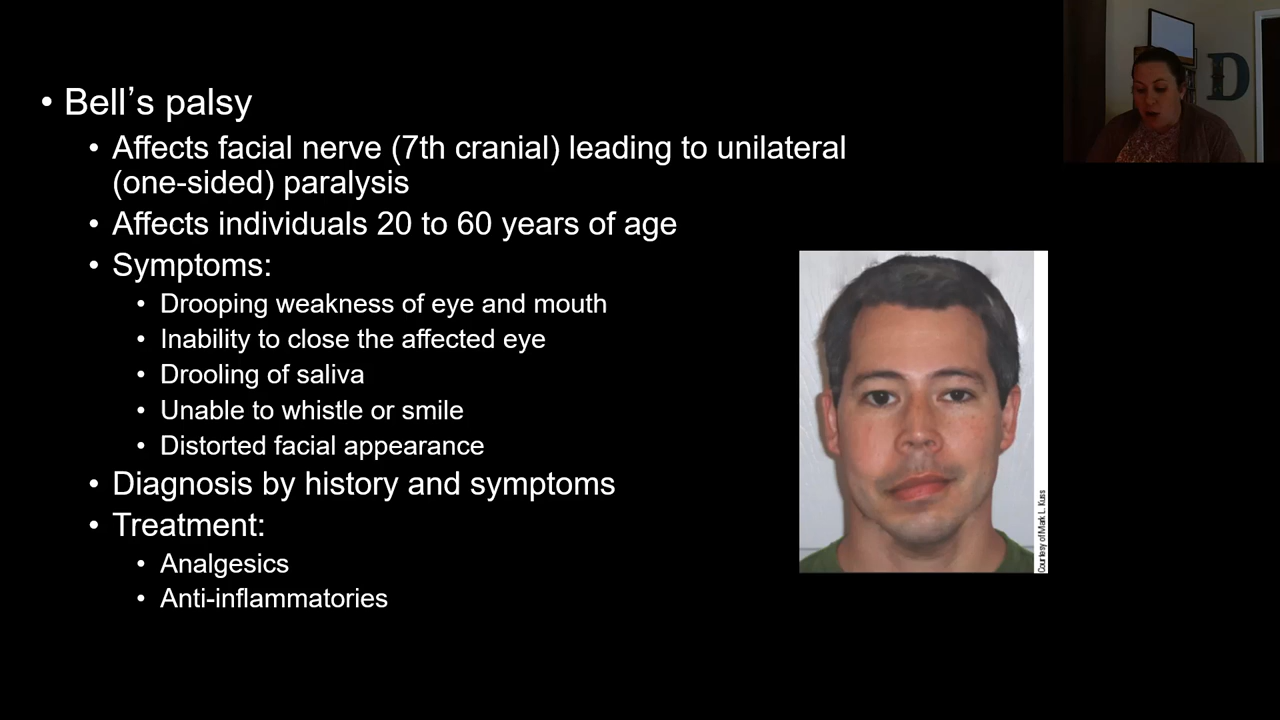 • Bell’s palsy
• Affects facial nerve (7th cranial) leading to unilateral
(one-sided) paralysis
• Affects individuals 20 to 60 years of age
• Symptoms:
• Drooping weakness of eye and mouth
• Inability to close the affected eye
• Drooling of saliva
• Unable to whistle or smile
• Distorted facial appearance
• Diagnosis by history and symptoms
• Treatment:
• Analgesics
• Anti-inflammatories
Courtesy of Mark L. Kuss
D